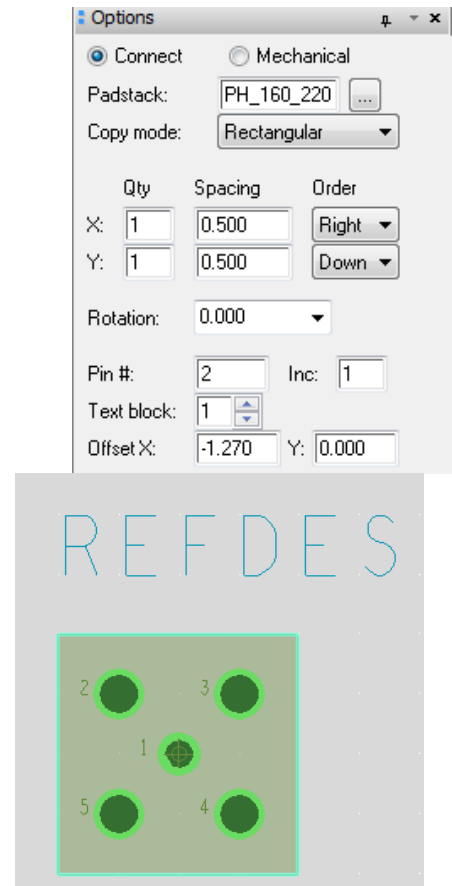 Options
Connect Mechanical
Padstack: PH_160_220 ...
Copy mode: Rectangular
Qty Spacing Order
X: 1 0.500 Right
Y: 1 0.500 Down
Rotation: 0.000
Pin #: 2 Inc: 1
Text block: 1
Offset X: -1.270 Y: 0.000
REFDES
2 3
1
5 4